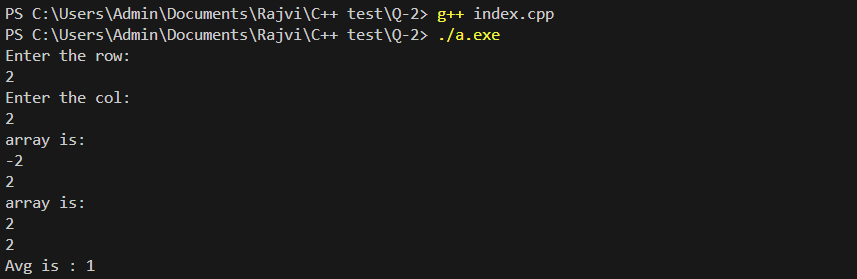 PS C:\Users\Admin\Documents\Rajvi\C++ test\Q-2> g++ index.cpp
PS C:\Users\Admin\Documents\Rajvi\C++ test\Q-2> ./a.exe
Enter the row:
2
Enter the col:
2
array is:
-2
2
array is:
2
2
Avg is : 1